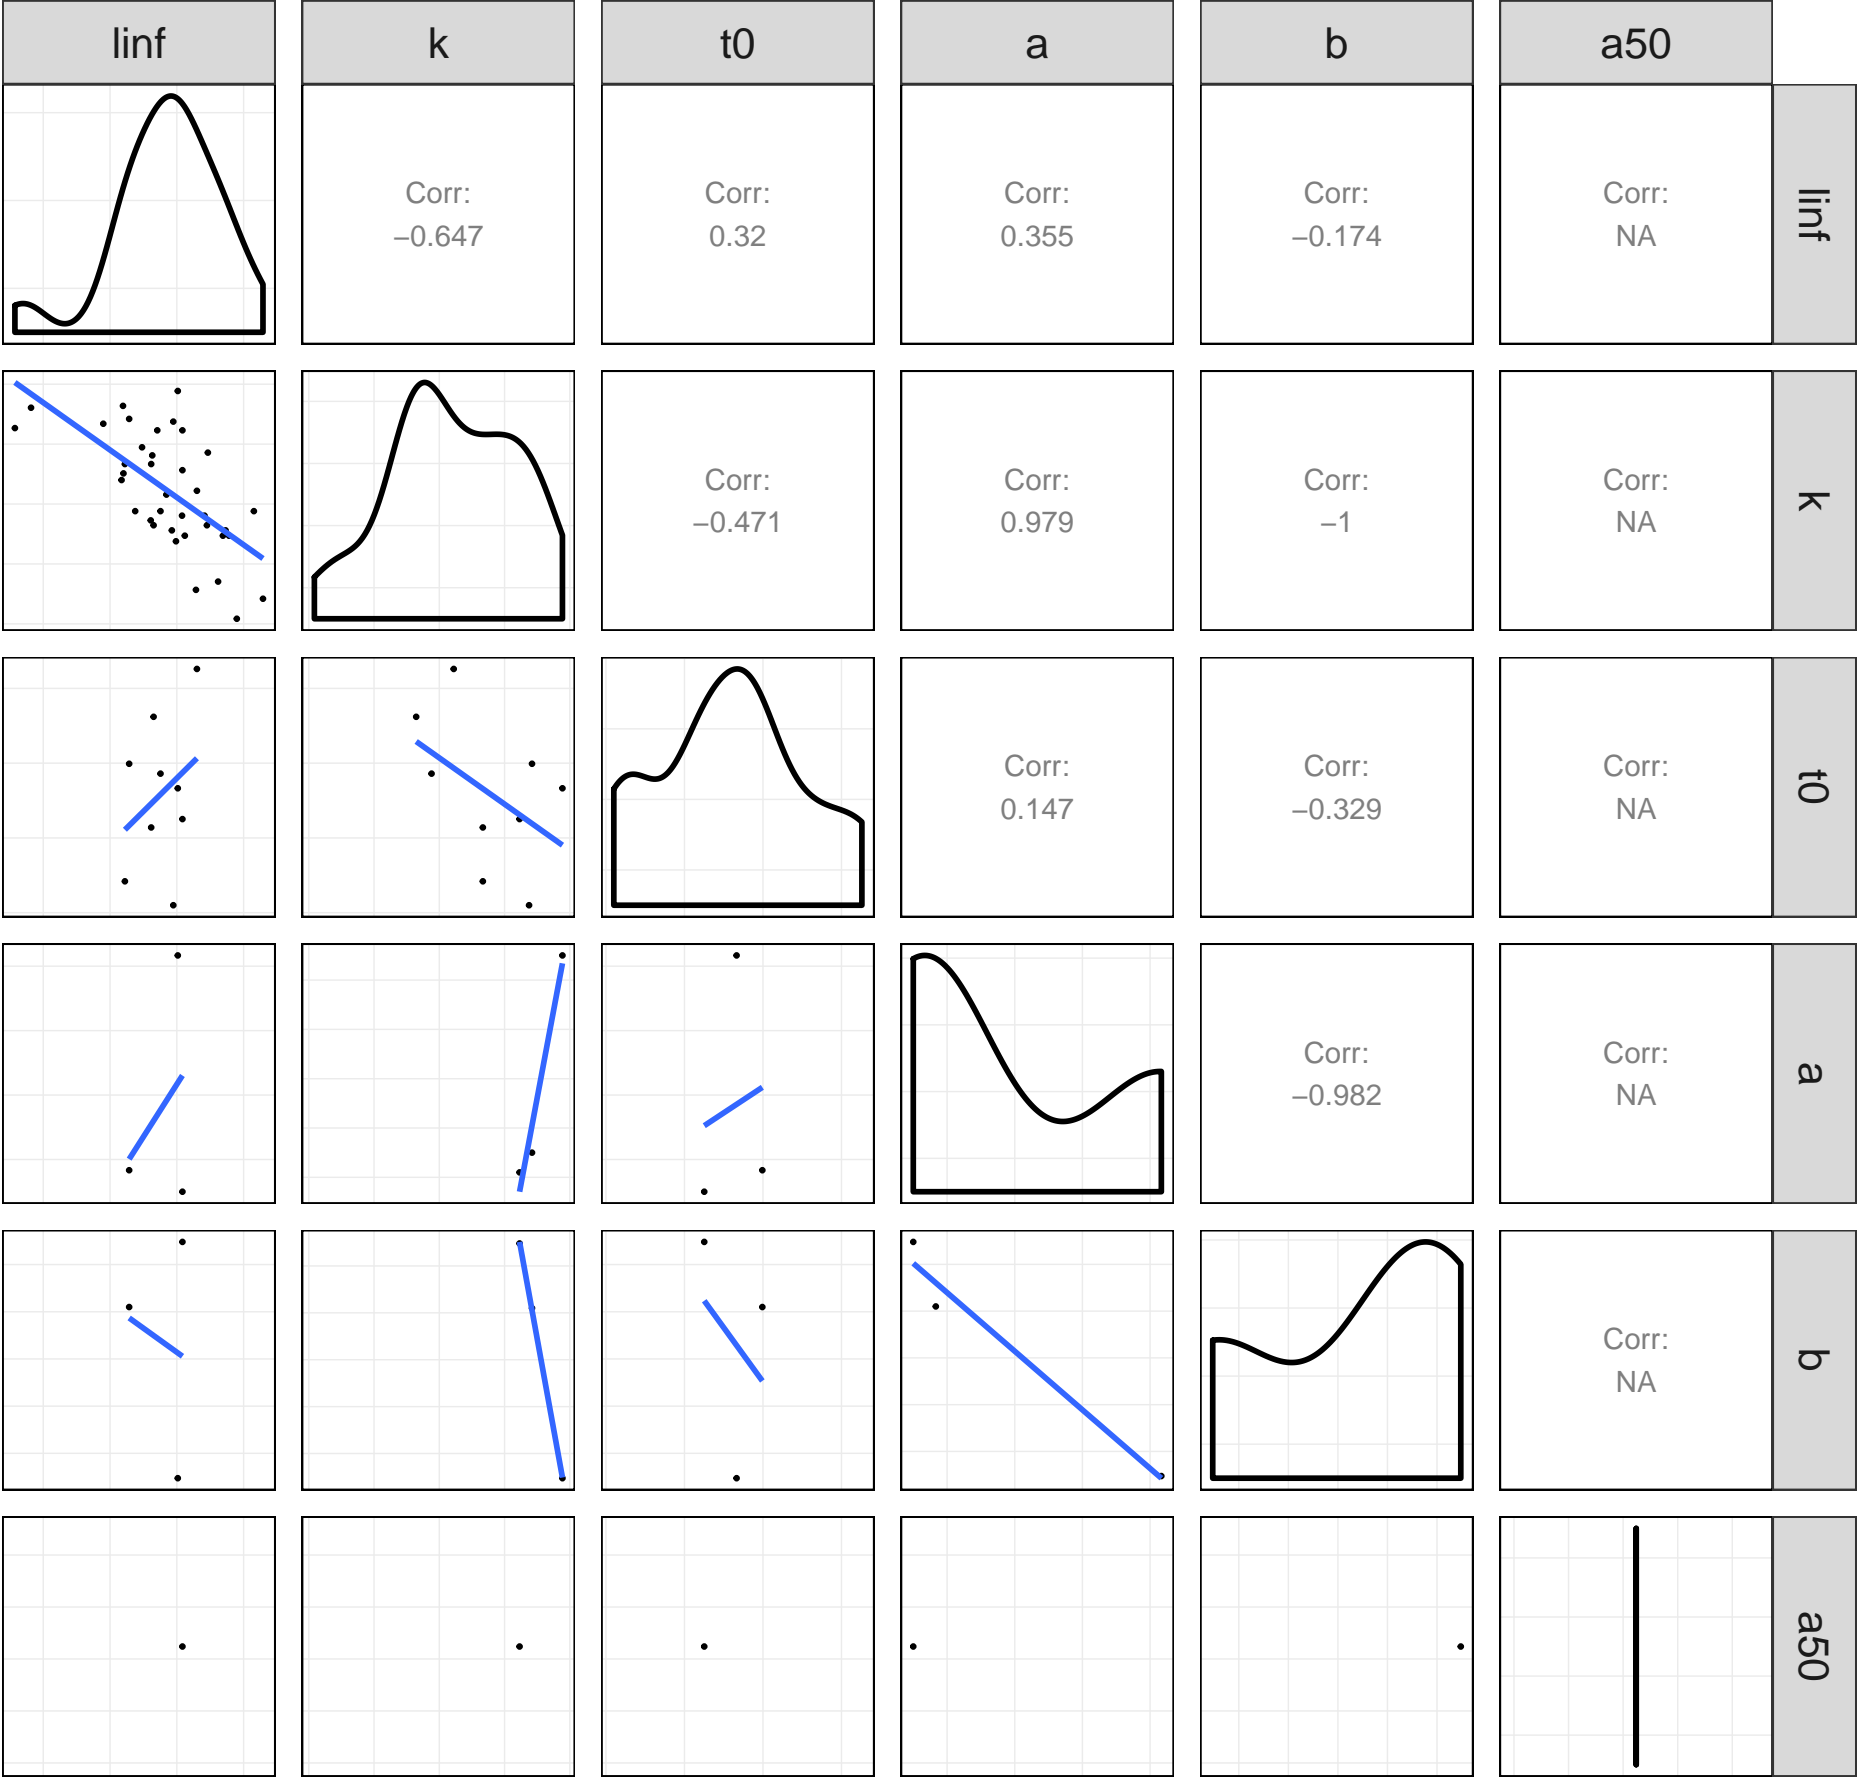 linf k t0 a b a50
Corr: Corr: Corr: Corr: Corr:
−0.647 0.32 0.355 −0.174 NA
linf
Corr: Corr: Corr: Corr:
−0.471 0.979 −1 NA
k
Corr: Corr: Corr:
0.147 −0.329 NA
t0
Corr: Corr:
−0.982 NA
a
Corr:
NA
b
a50